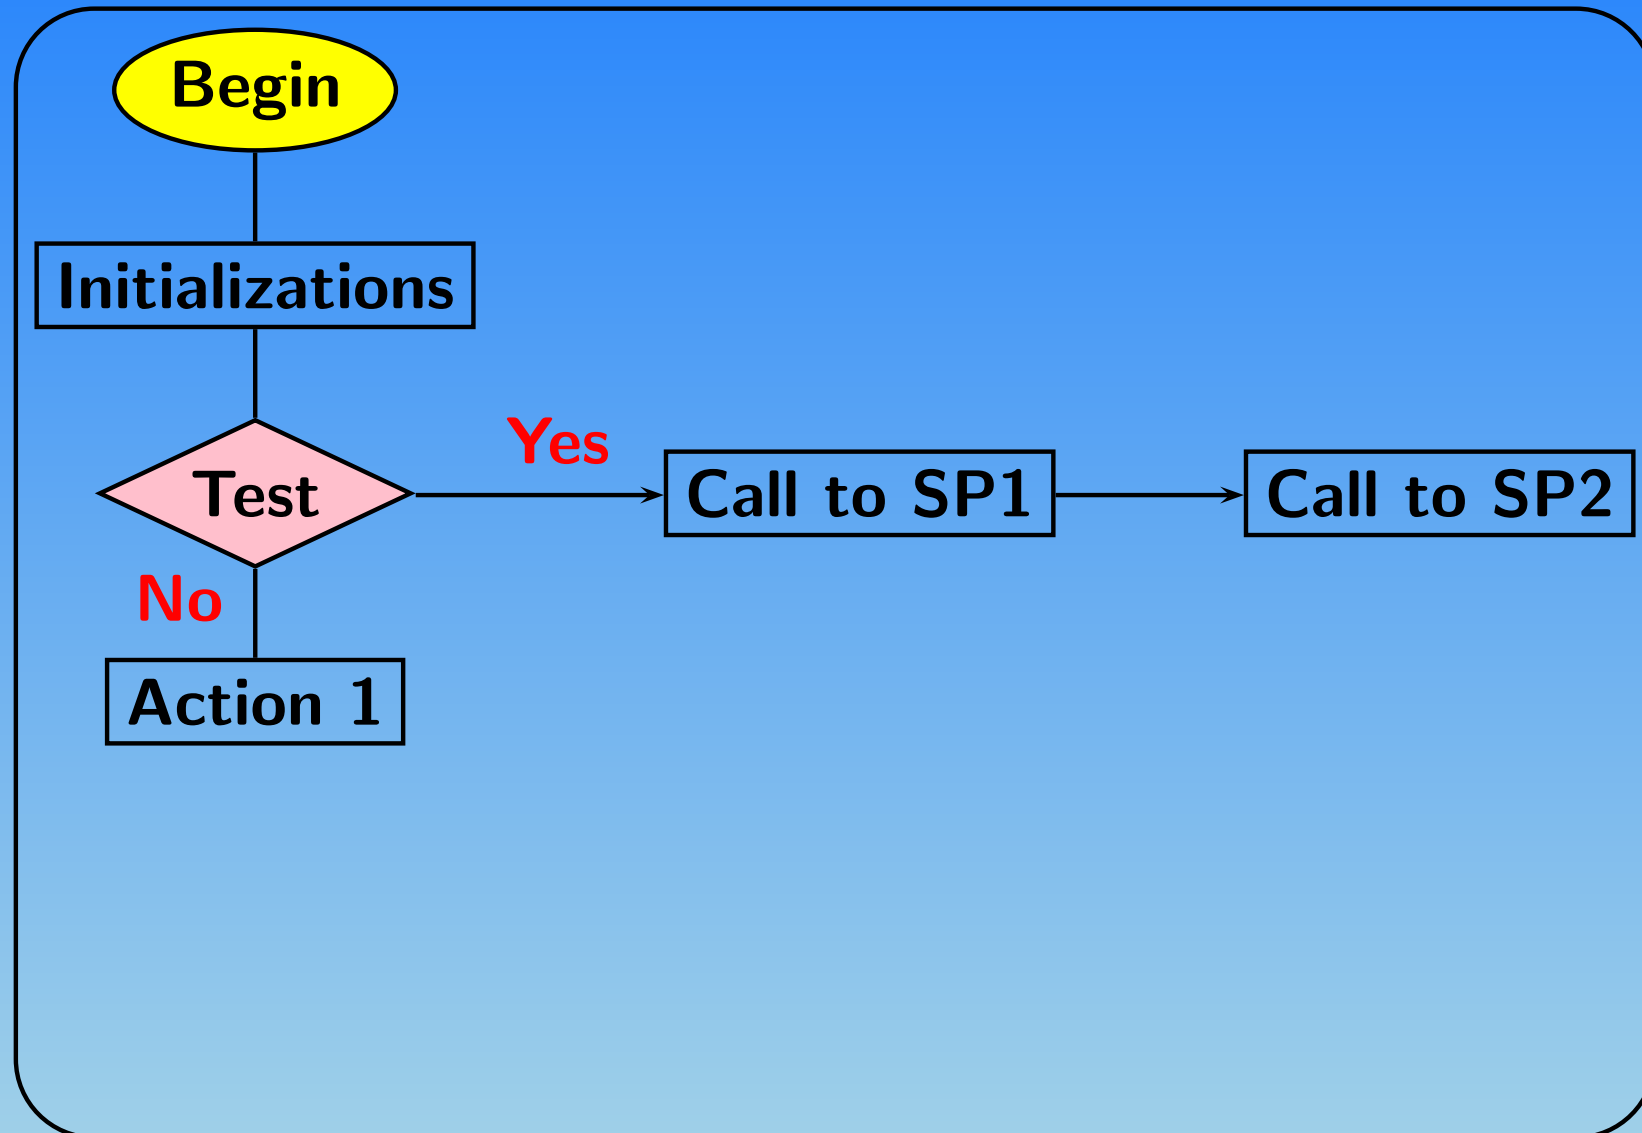 Begin
Initializations
Yes
Test
Call to SP1
Call to SP2
No
Action 1